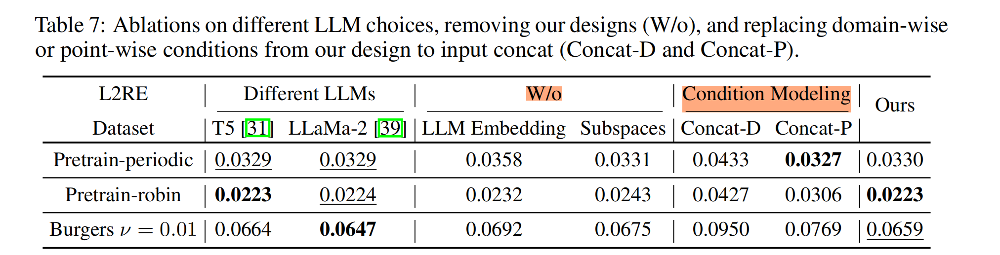 Table 7: Ablations on different LLM choices, removing our designs (W/o), and replacing domain-wise
or point-wise conditions from our design to input concat (Concat-D and Concat-P).
L2RE Different LLMs W/o Condition Modeling Ours
Dataset T5 [31] LLaMa-2 [39] LLM Embedding Subspaces Concat-D Concat-P
Pretrain-periodic 0.0329 0.0329 0.0358 0.0331 0.0433 0.0327 0.0330
Pretrain-robin 0.0223 0.0224 0.0232 0.0243 0.0427 0.0306 0.0223
Burgers ν = 0.01 0.0664 0.0647 0.0692 0.0675 0.0950 0.0769 0.0659